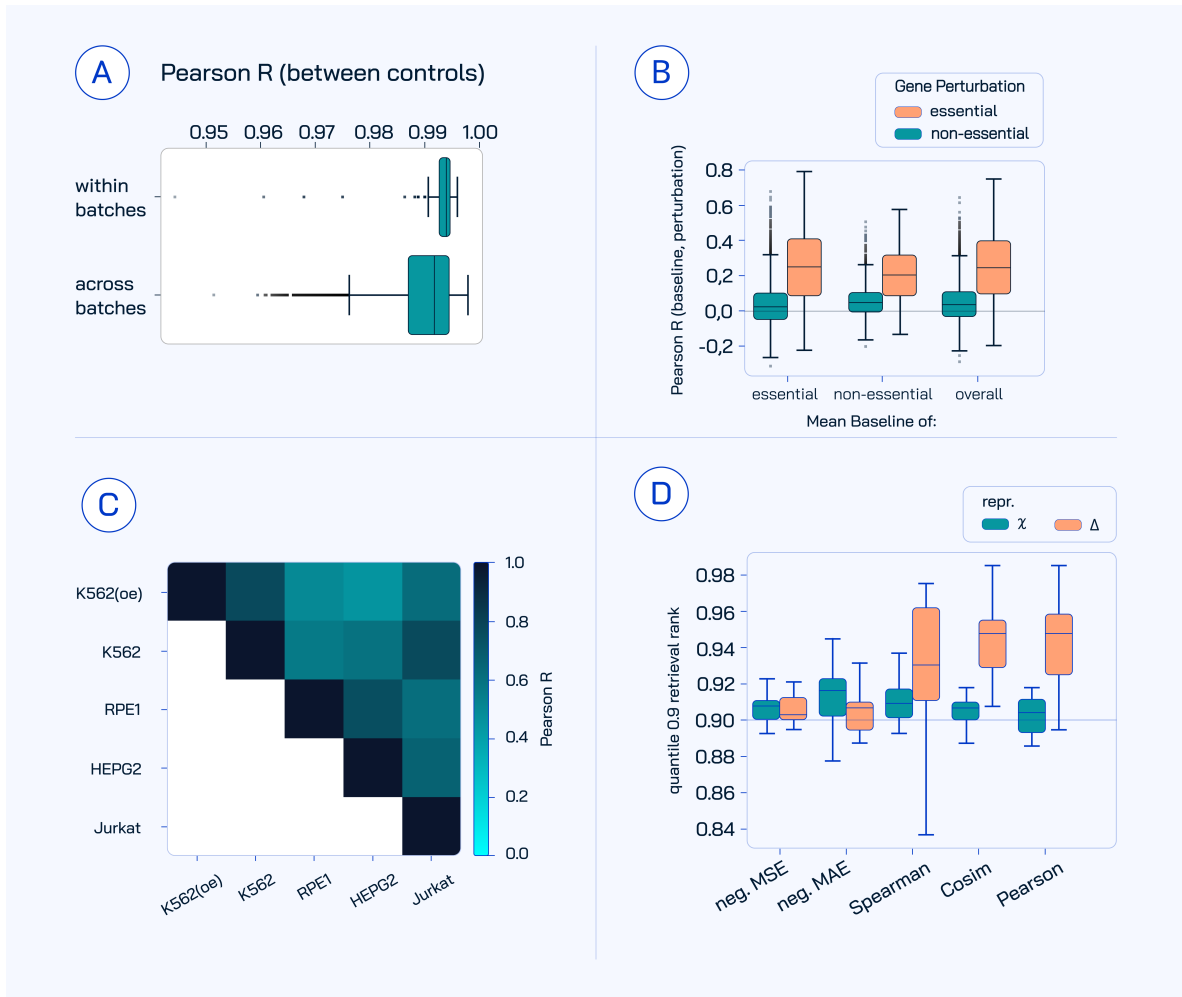 A
Pearson R (between controls)
0.95 0.96 0.97 0.98 0.99 1.00
within
batches
across
batches
B
Gene Perturbation
essential
non-essential
Pearson R (baseline, perturbation)
0.8
0.6
0.4
0,2
0,0
-0,2
essential non-essential overall
Mean Baseline of:
C
K562(oe)
K562
RPE1
HEPG2
Jurkat
K562(oe) K562 RPE1 HEPG2 Jurkat
1.0
0.8
0.6
0.4
0.2
0.0
Pearson R
D
repr.
χ Δ
quantile 0.9 retrieval rank
0.98
0.96
0.94
0.92
0.90
0.88
0.86
0.84
neg. MSE neg. MAE Spearman Cosim Pearson